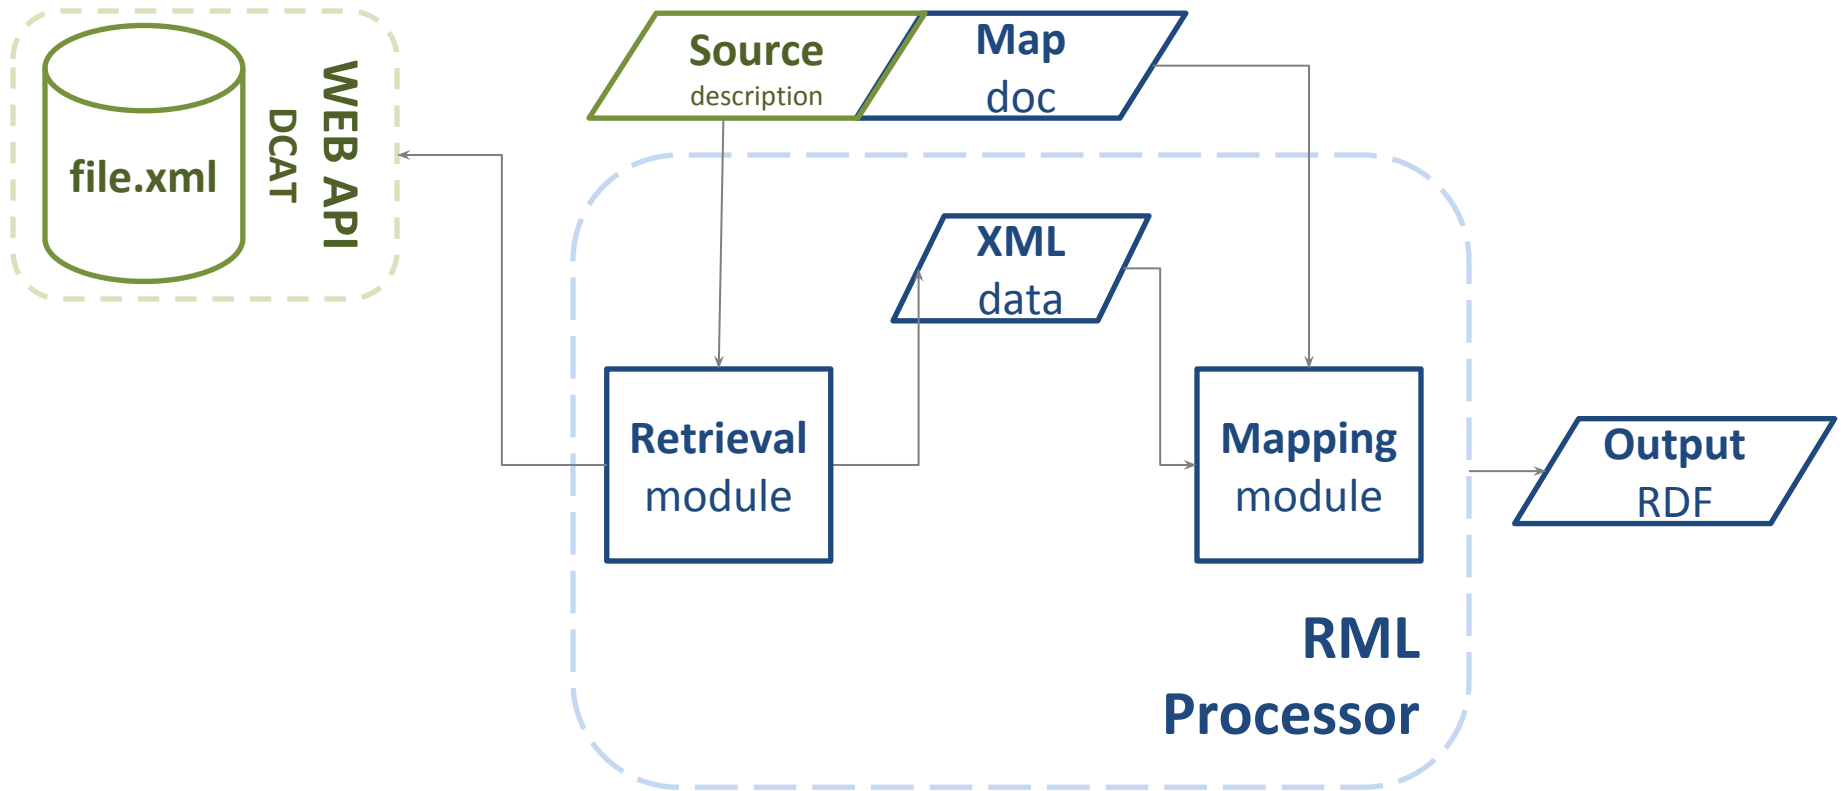 file.xml
WEB API
DCAT
Source
description
Map
doc
XML
data
Retrieval
module
Mapping
module
Output
RDF
RML
Processor